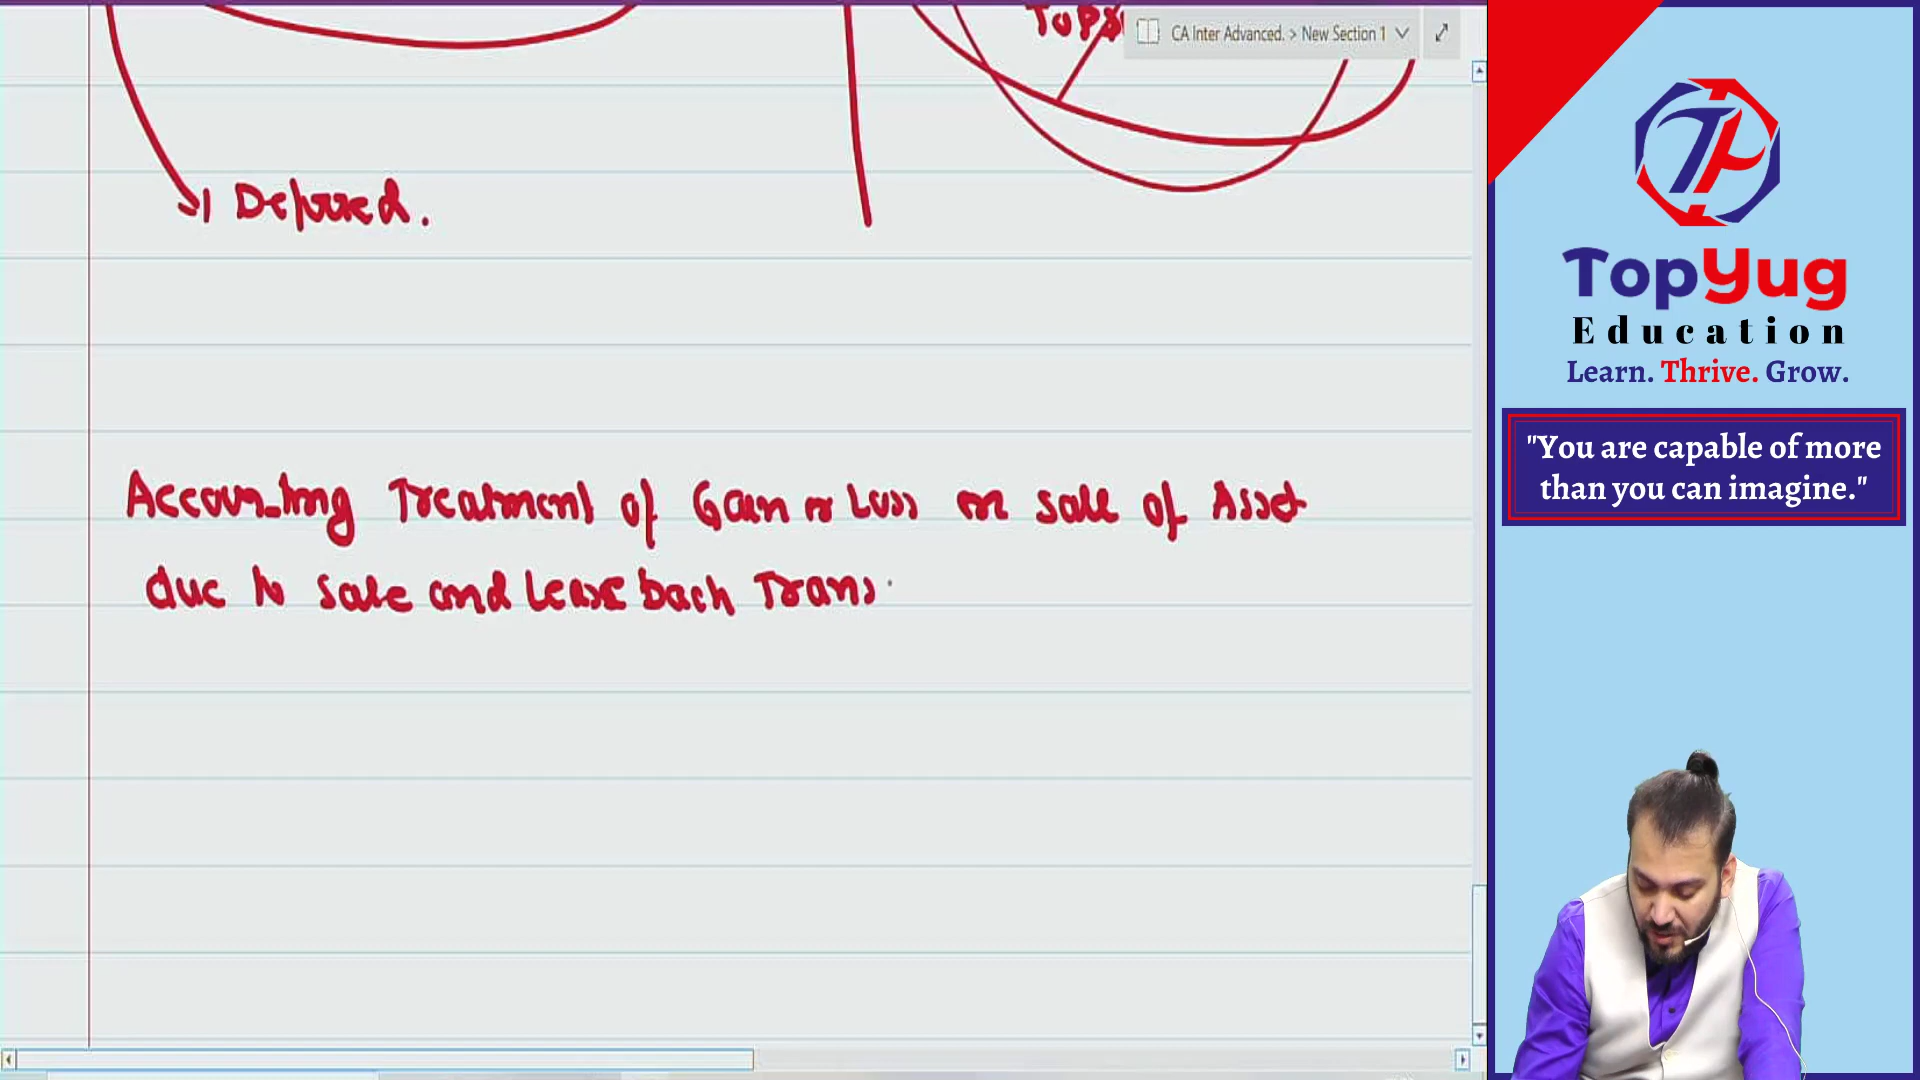 CA Inter Advanced. > New Section 1
Deferred.
Accounting Treatment of Gain or Loss on sale of Asset
due to sale and Lease back Trans
TopYug
Education
Learn. Thrive. Grow.
"You are capable of more
than you can imagine."